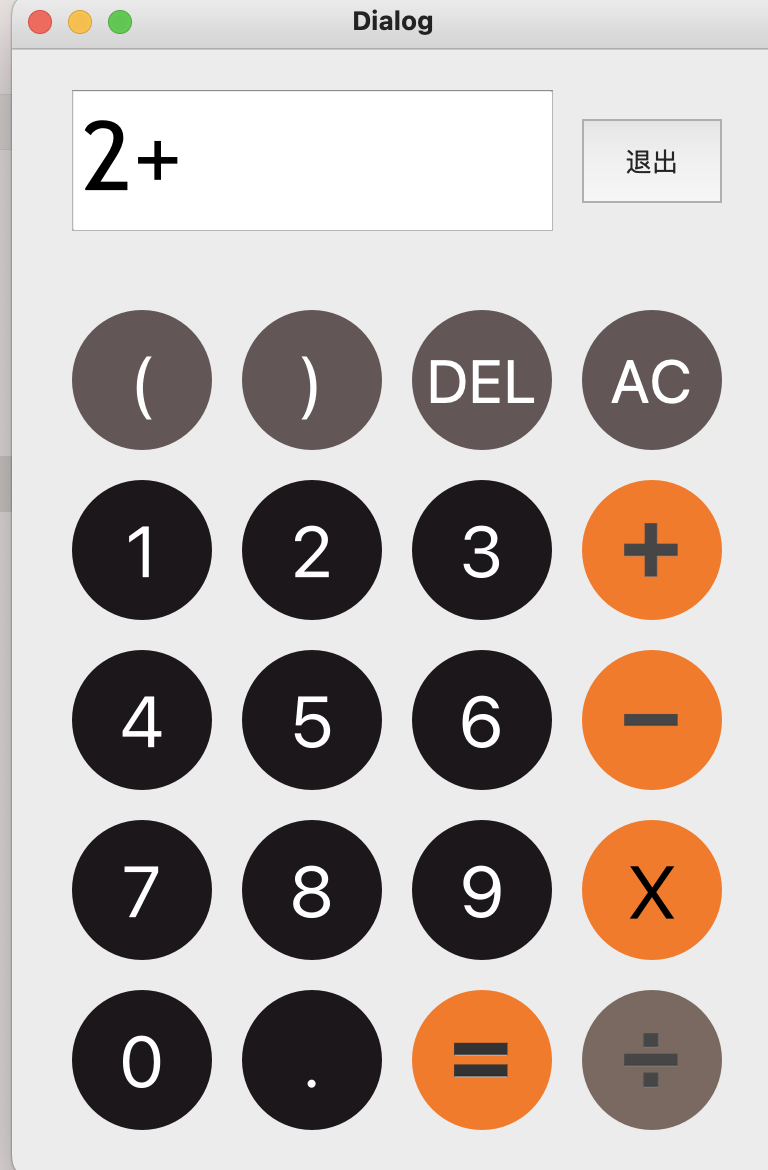 Dialog
2+
退出
( ) DEL AC
1 2 3 +
4 5 6 −
7 8 9 X
0 . = ÷